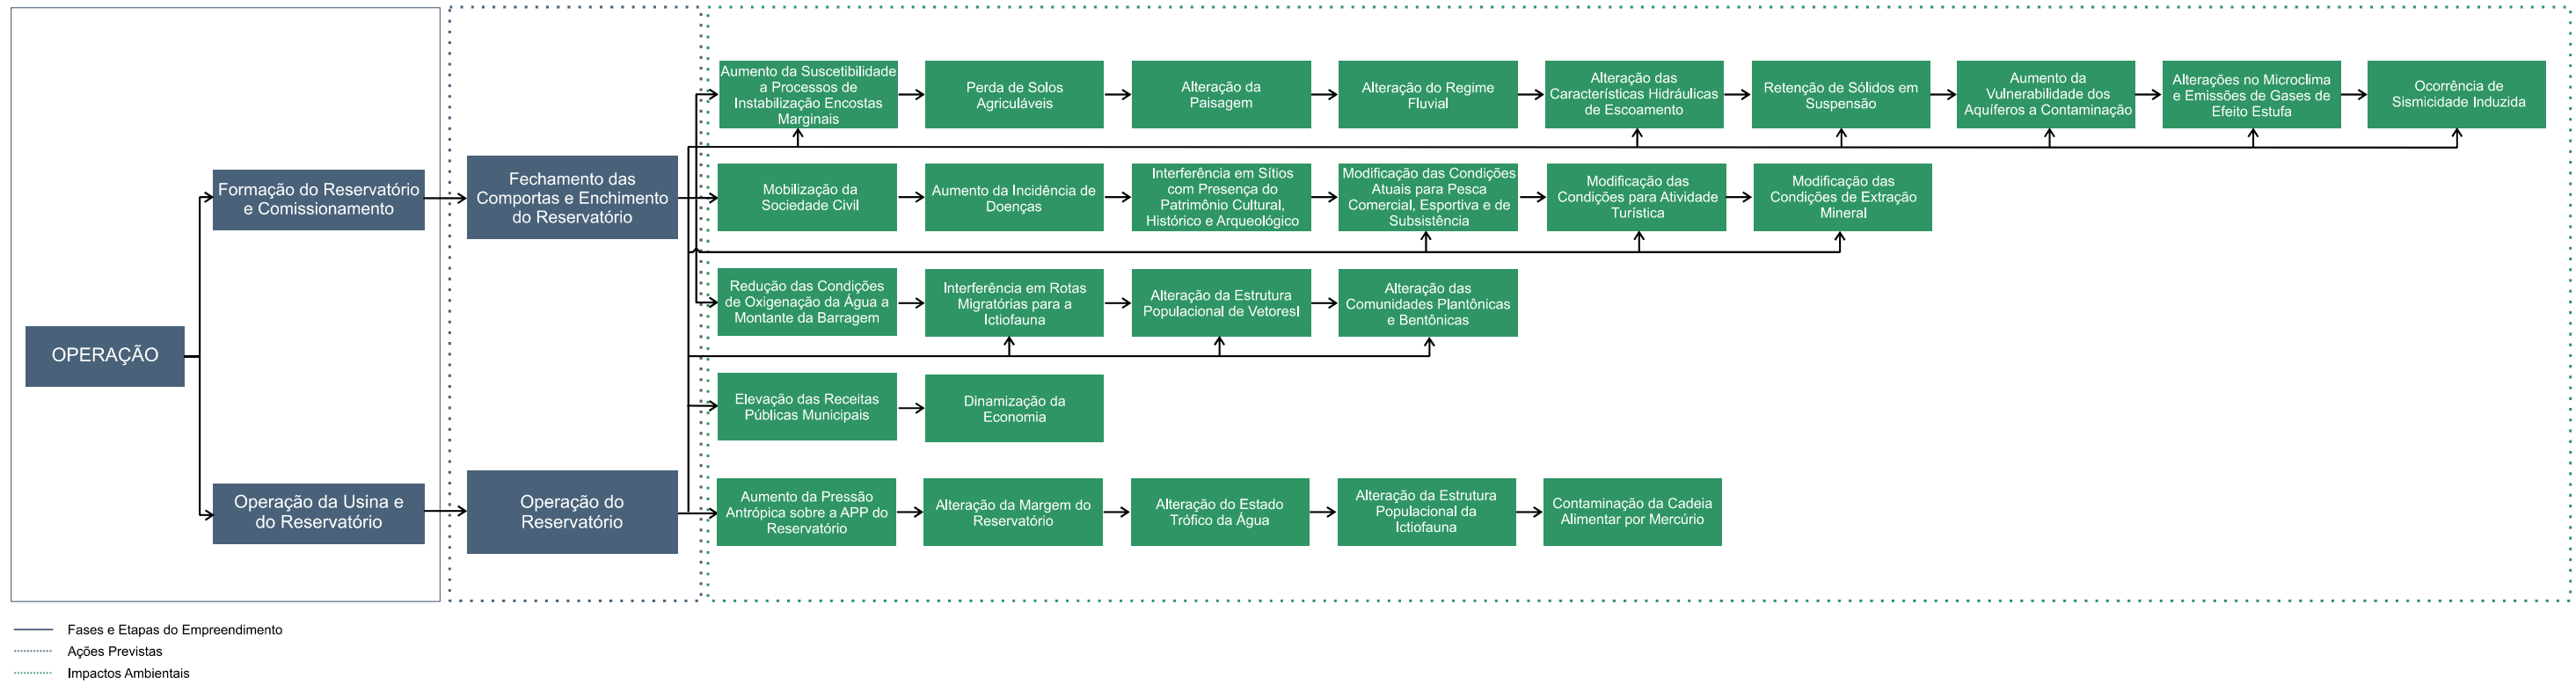 OPERAÇÃO
Formação do Reservatório
e Comissionamento
Operação da Usina e
do Reservatório
Fechamento das
Comportas e Enchimento
do Reservatório
Operação do
Reservatório
Aumento da Suscetibilidade
a Processos de
Instabilização Encostas
Marginais
Perda de Solos
Agriculáveis
Alteração da
Paisagem
Alteração do Regime
Fluvial
Alteração das
Características Hidráulicas
de Escoamento
Retenção de Sólidos em
Suspensão
Aumento da
Vulnerabilidade dos
Aquíferos a Contaminação
Alterações no Microclima
e Emissões de Gases de
Efeito Estufa
Ocorrência de
Sismicidade Induzida
Mobilização da
Sociedade Civil
Aumento da Incidência de
Doenças
Interferência em Sítios
com Presença do
Patrimônio Cultural,
Histórico e Arqueológico
Modificação das Condições
Atuais para Pesca
Comercial, Esportiva e de
Subsistência
Modificação das
Condições para Atividade
Turística
Modificação das
Condições de Extração
Mineral
Redução das Condições
de Oxigenação da Água a
Montante da Barragem
Interferência em Rotas
Migratórias para a
Ictiofauna
Alteração da Estrutura
Populacional de Vetoresl
Alteração das
Comunidades Plantônicas
e Bentônicas
Elevação das Receitas
Públicas Municipais
Dinamização da
Economia
Aumento da Pressão
Antrópica sobre a APP do
Reservatório
Alteração da Margem do
Reservatório
Alteração do Estado
Trófico da Água
Alteração da Estrutura
Populacional da
Ictiofauna
Contaminação da Cadeia
Alimentar por Mercúrio
Fases e Etapas do Empreendimento
Ações Previstas
Impactos Ambientais